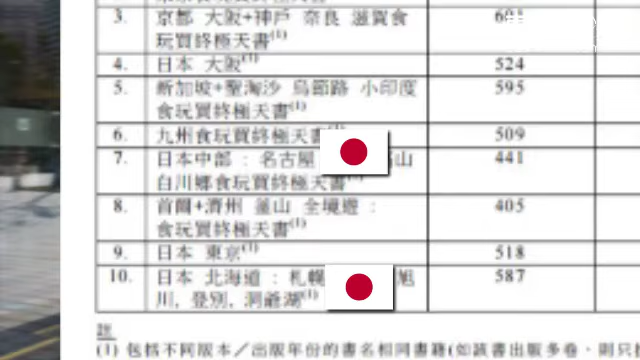 3. 京都 大阪+神戶 奈良 滋賀食 601
玩買終極天書(1)
4. 日本 大阪(1) 524
5. 新加坡+聖淘沙 烏節路 小印度 595
食玩買終極天書(1)
6. 九州食玩買終極天書(1) 509
7. 日本中部：名古屋 山 441
白川鄉食玩買終極天書(1)
8. 首爾+濟州 釜山 全境遊： 405
食玩買終極天書(1)
9. 日本 東京(1) 518
10. 日本 北海道：札幌 旭 587
川, 登別, 洞爺湖(1)
註
(1) 包括不同版本／出版年份的書名相同書籍(如該書出版多卷，則只